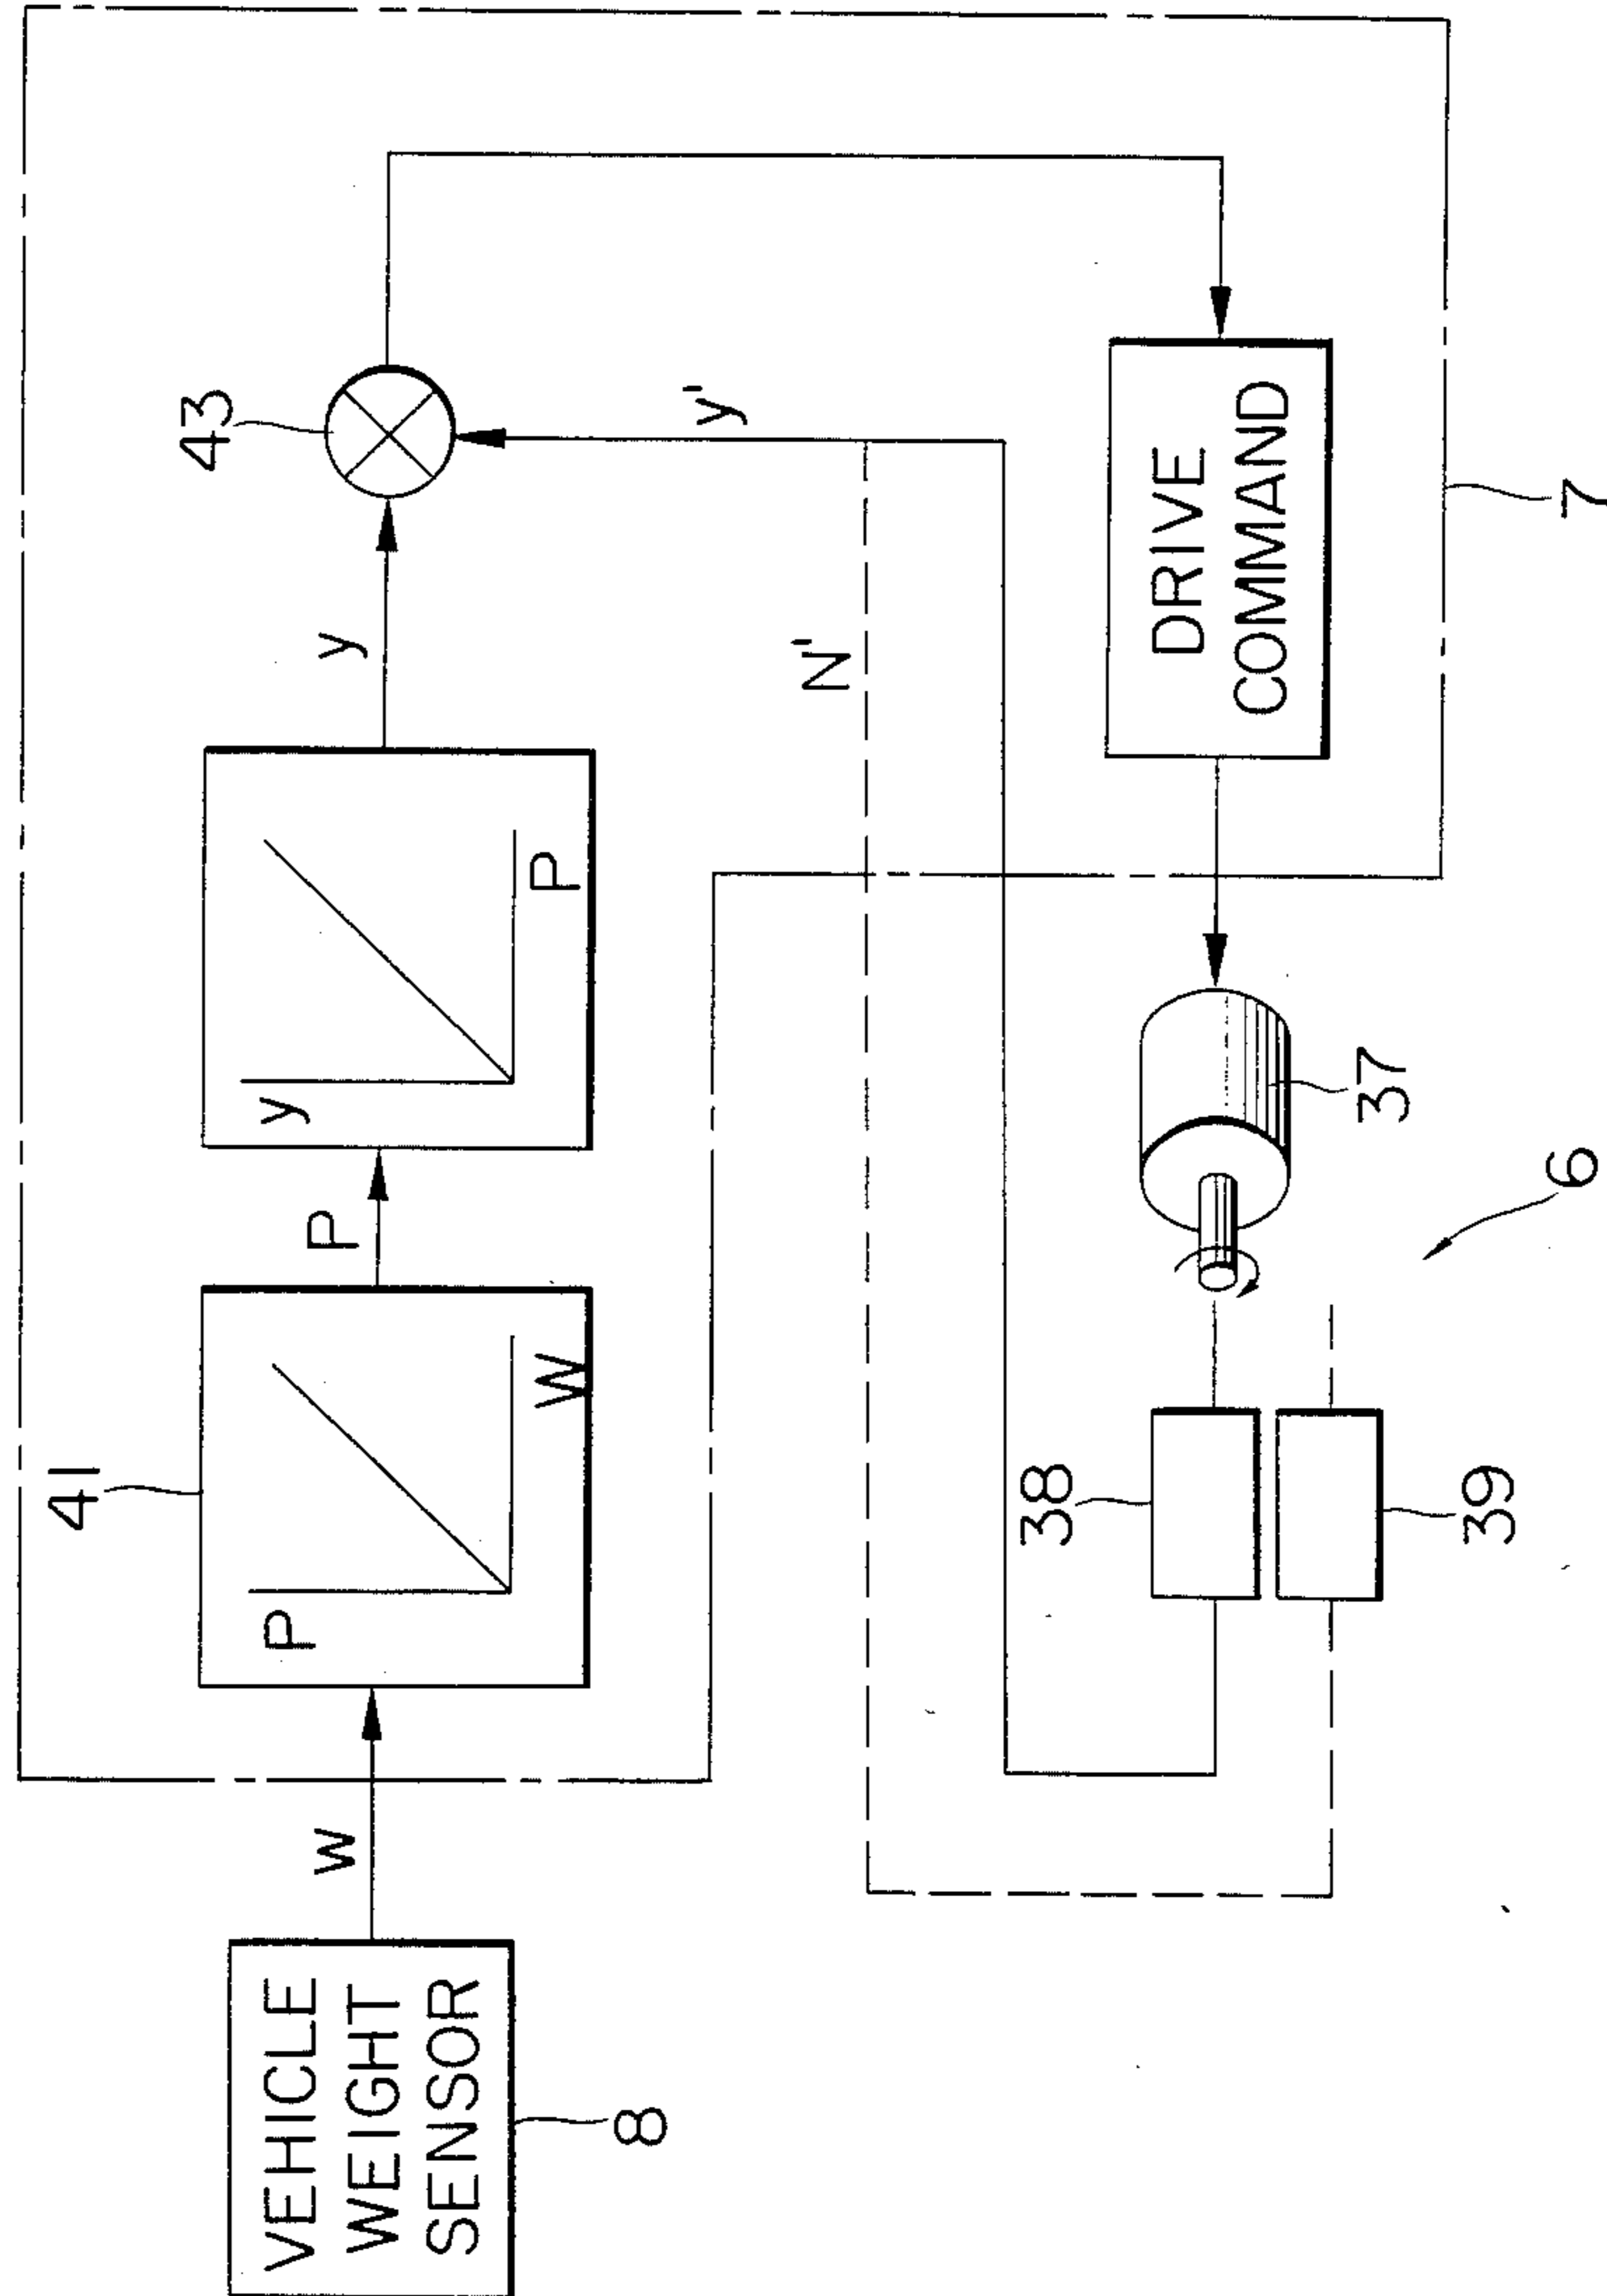 VEHICLE
WEIGHT
SENSOR
8
w
41
P
W
P
y
P
y
43
y'
N'
DRIVE
COMMAND
7
37
6
38
39